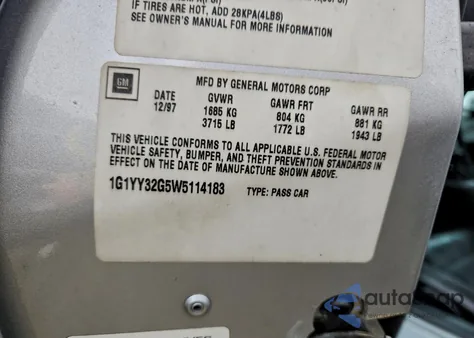 IF TIRES ARE HOT, ADD 28KPA(4LBS)
SEE OWNER'S MANUAL FOR MORE INFORMATION
GM
MFD BY GENERAL MOTORS CORP
DATE GVWR GAWR FRT GAWR RR
12/97 1685 KG 804 KG 881 KG
3715 LB 1772 LB 1943 LB
THIS VEHICLE CONFORMS TO ALL APPLICABLE U.S. FEDERAL MOTOR
VEHICLE SAFETY, BUMPER, AND THEFT PREVENTION STANDARDS IN
EFFECT ON THE DATE OF MANUFACTURE SHOWN ABOVE.
1G1YY32G5W5114183 TYPE: PASS CAR